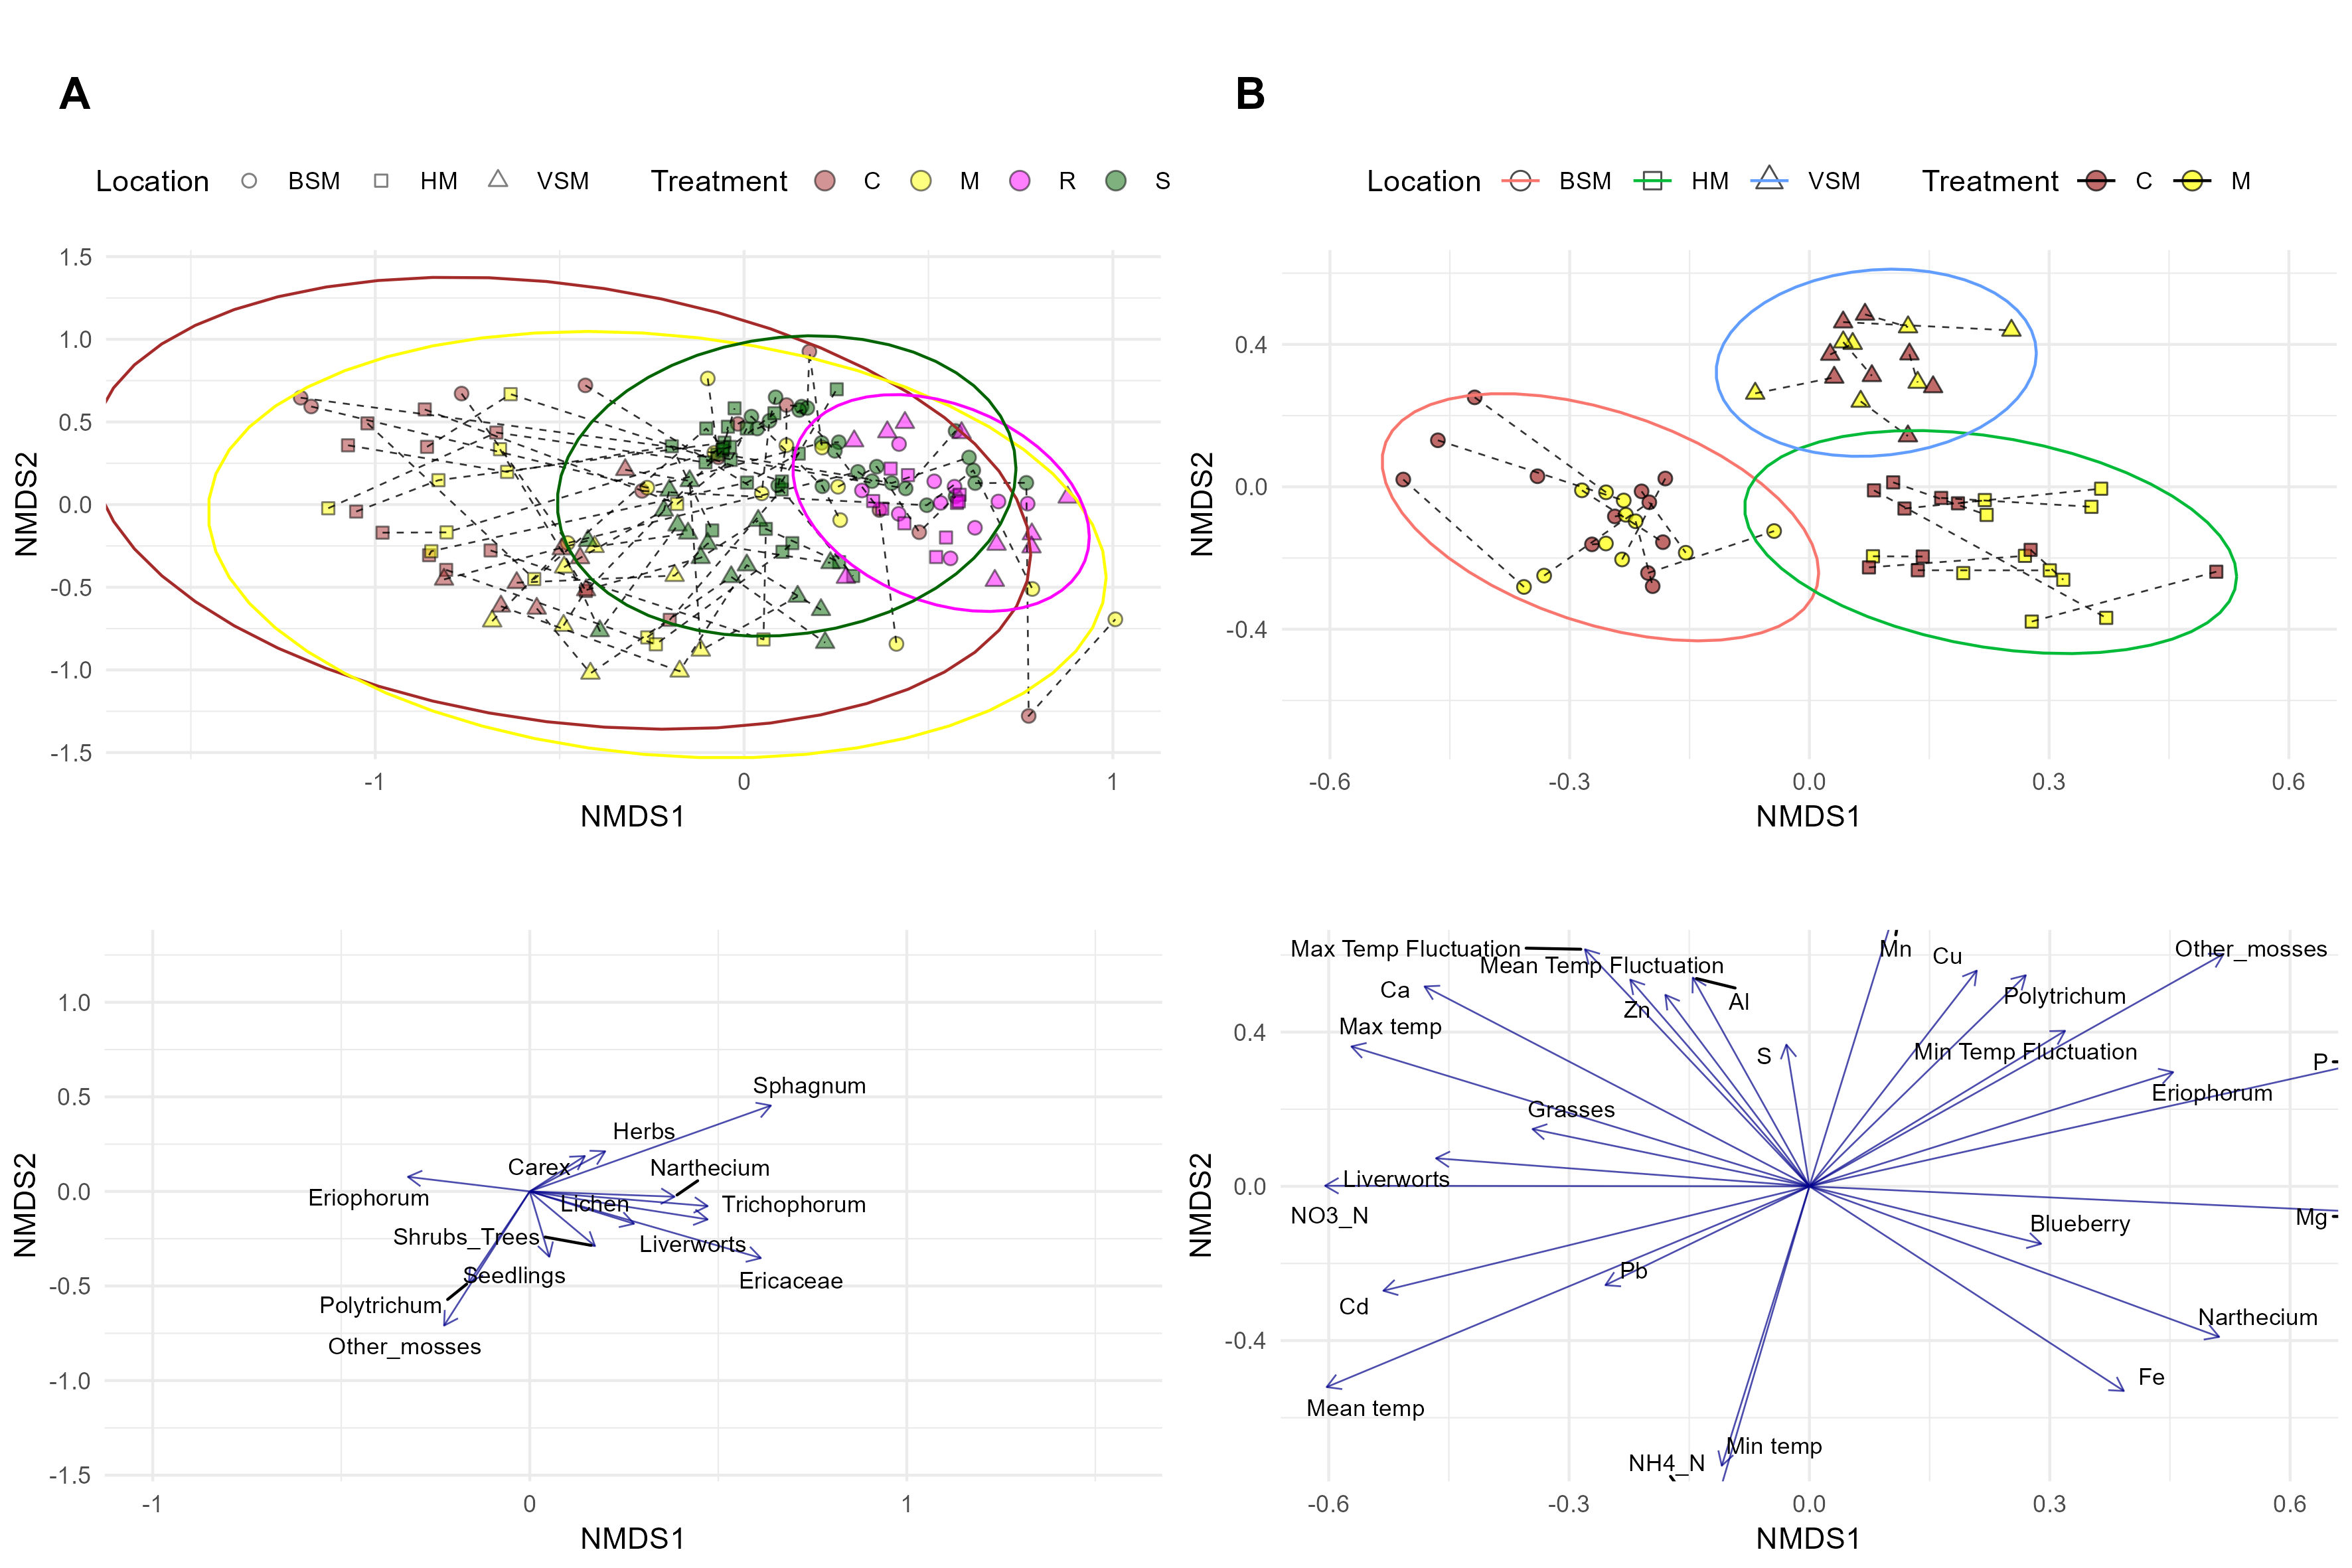 A
B
Location BSM HM VSM Treatment C M R S
Location BSM HM VSM Treatment C M
1.5
1.0
0.5
0.0
-0.5
-1.0
-1.5
NMDS2
-1 0 1
NMDS1
0.4
0.0
-0.4
NMDS2
-0.6 -0.3 0.0 0.3 0.6
NMDS1
1.0
0.5
0.0
-0.5
-1.0
-1.5
NMDS2
Sphagnum
Herbs
Carex
Narthecium
Eriophorum
Lichen
Trichophorum
Shrubs_Trees
Liverworts
Seedlings
Ericaceae
Polytrichum
Other_mosses
-1 0 1
NMDS1
0.4
0.0
-0.4
NMDS2
Max Temp Fluctuation
Mn
Cu
Other_mosses
Mean Temp Fluctuation
Ca
Zn
Al
Polytrichum
Max temp
S
Min Temp Fluctuation
P
Grasses
Eriophorum
Liverworts
NO3_N
Blueberry
Mg
Pb
Cd
Narthecium
Fe
Mean temp
Min temp
NH4_N
-0.6 -0.3 0.0 0.3 0.6
NMDS1